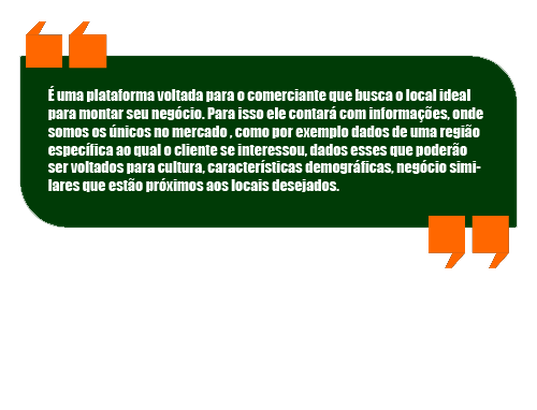 É uma plataforma voltada para o comerciante que busca o local ideal
para montar seu negócio. Para isso ele contará com informações, onde
somos os únicos no mercado , como por exemplo dados de uma região
específica ao qual o cliente se interessou, dados esses que poderão
ser voltados para cultura, características demográficas, negócio simi-
lares que estão próximos aos locais desejados.